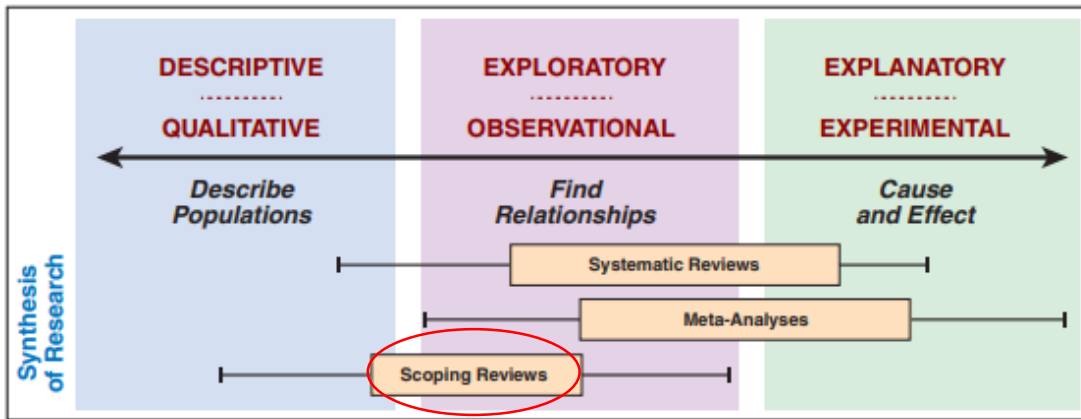 DESCRIPTIVE
QUALITATIVE
EXPLORATORY
OBSERVATIONAL
EXPLANATORY
EXPERIMENTAL
Describe
Populations
Find
Relationships
Cause
and Effect
Synthesis
of Research
Systematic Reviews
Meta-Analyses
Scoping Reviews